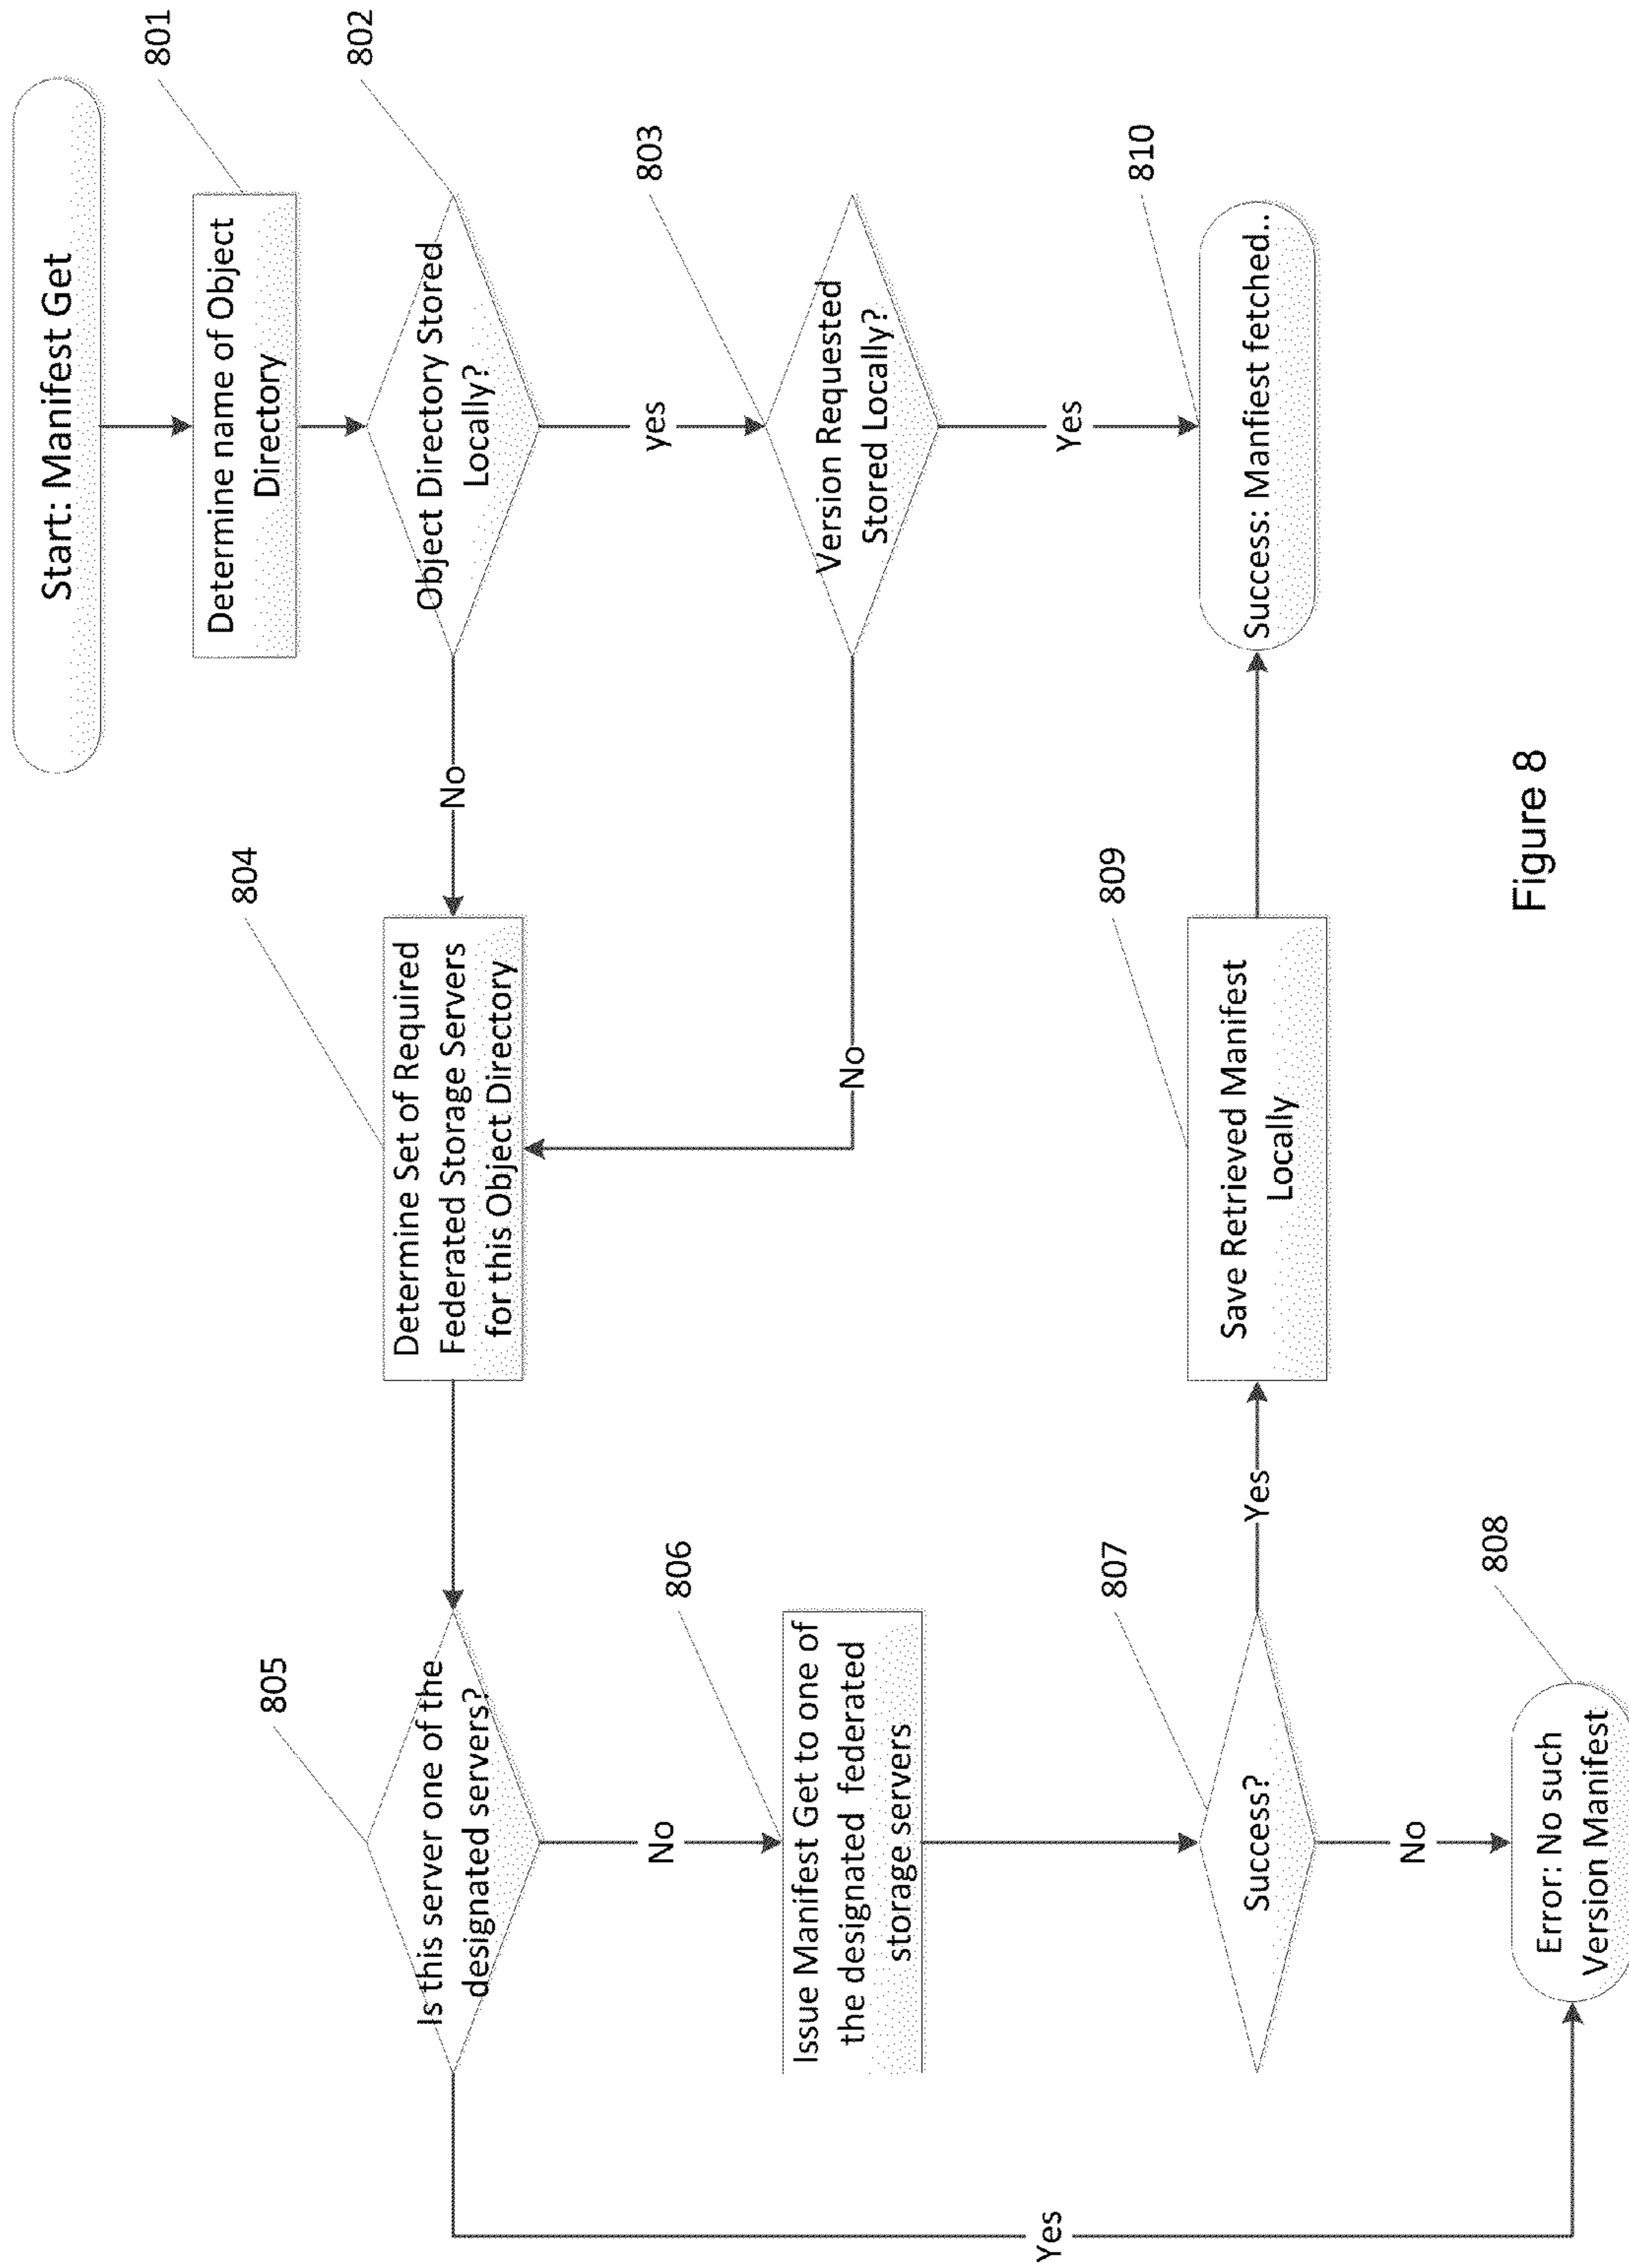 Start: Manifest Get
801
Determine name of Object
Directory
802
Object Directory Stored
Locally?
yes
No
803
Version Requested
Stored Locally?
Yes
No
810
Success: Manfiest fetched..
804
Determine Set of Required
Federated Storage Servers
for this Object Directory
805
Is this server one of the
designated servers?
No
Yes
806
Issue Manifest Get to one of
the designated federated
storage servers
807
Success?
Yes
No
809
Save Retrieved Manifest
Locally
808
Error: No such
Version Manifest
Figure 8